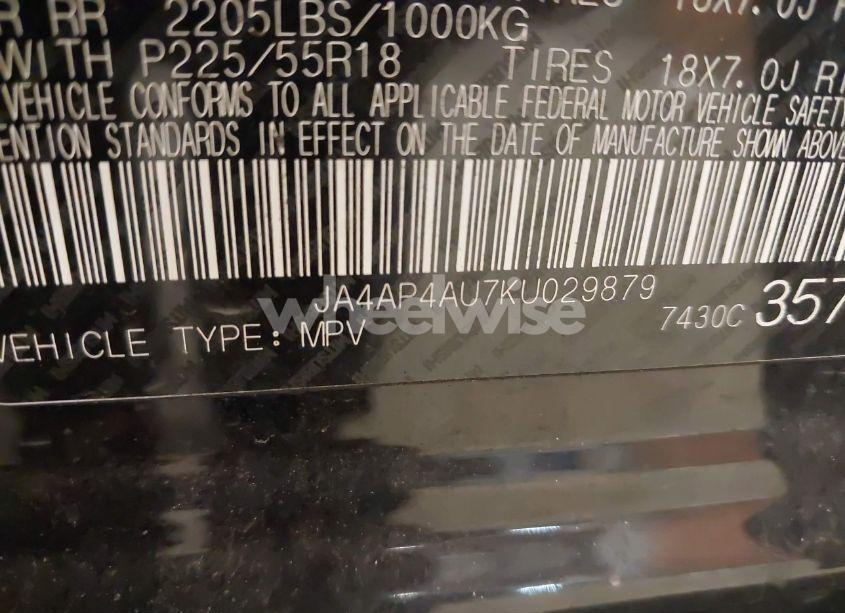 R RR 2205LBS/1000KG
WITH P225/55R18 TIRES 18X7.0J
VEHICLE CONFORMS TO ALL APPLICABLE FEDERAL MOTOR VEHICLE SAFETY
STANDARDS IN EFFECT ON THE DATE OF MANUFACTURE SHOWN ABOVE
JA4AP4AU7KU029879
wheelwise
7430C 357
VEHICLE TYPE: MPV